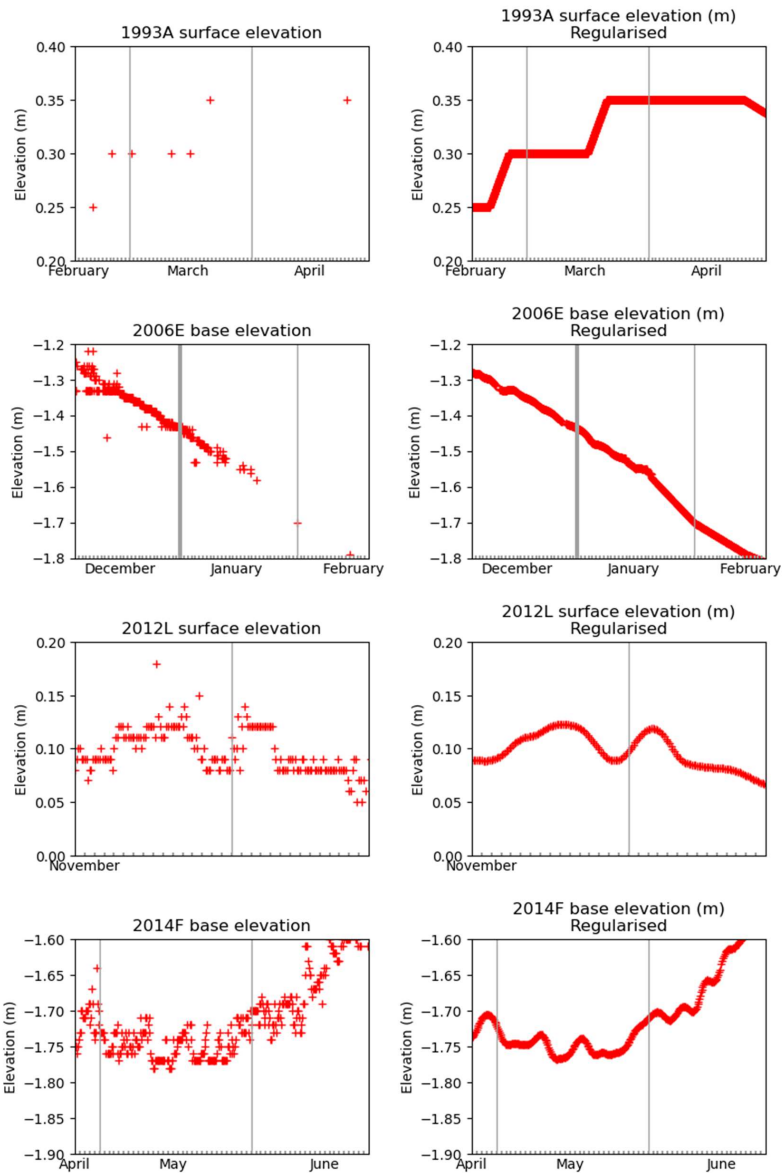 1993A surface elevation
Elevation (m)
0.40
0.35
0.30
0.25
0.20
February March April
1993A surface elevation (m)
Regularised
Elevation (m)
0.40
0.35
0.30
0.25
0.20
February March April
2006E base elevation
Elevation (m)
−1.2
−1.3
−1.4
−1.5
−1.6
−1.7
−1.8
December January February
2006E base elevation (m)
Regularised
Elevation (m)
−1.2
−1.3
−1.4
−1.5
−1.6
−1.7
−1.8
December January February
2012L surface elevation
Elevation (m)
0.20
0.15
0.10
0.05
0.00
November
2012L surface elevation (m)
Regularised
Elevation (m)
0.20
0.15
0.10
0.05
0.00
November
2014F base elevation
Elevation (m)
−1.60
−1.65
−1.70
−1.75
−1.80
−1.85
−1.90
April May June
2014F base elevation (m)
Regularised
Elevation (m)
−1.60
−1.65
−1.70
−1.75
−1.80
−1.85
−1.90
April May June